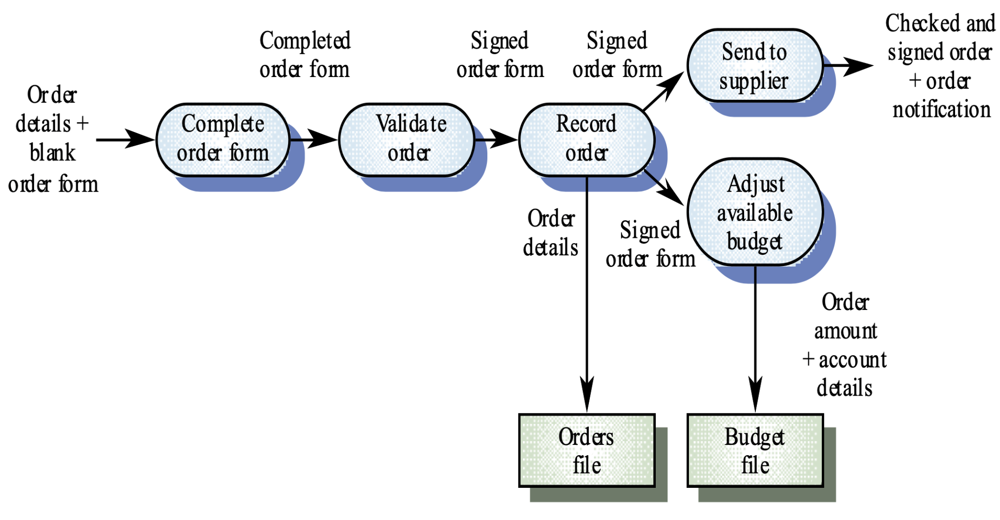 Order
details +
blank
order form
Complete
order form
Completed
order form
Validate
order
Signed
order form
Record
order
Signed
order form
Send to
supplier
Checked and
signed order
+ order
notification
Order
details
Signed
order form
Adjust
available
budget
Order
amount
+ account
details
Orders
file
Budget
file